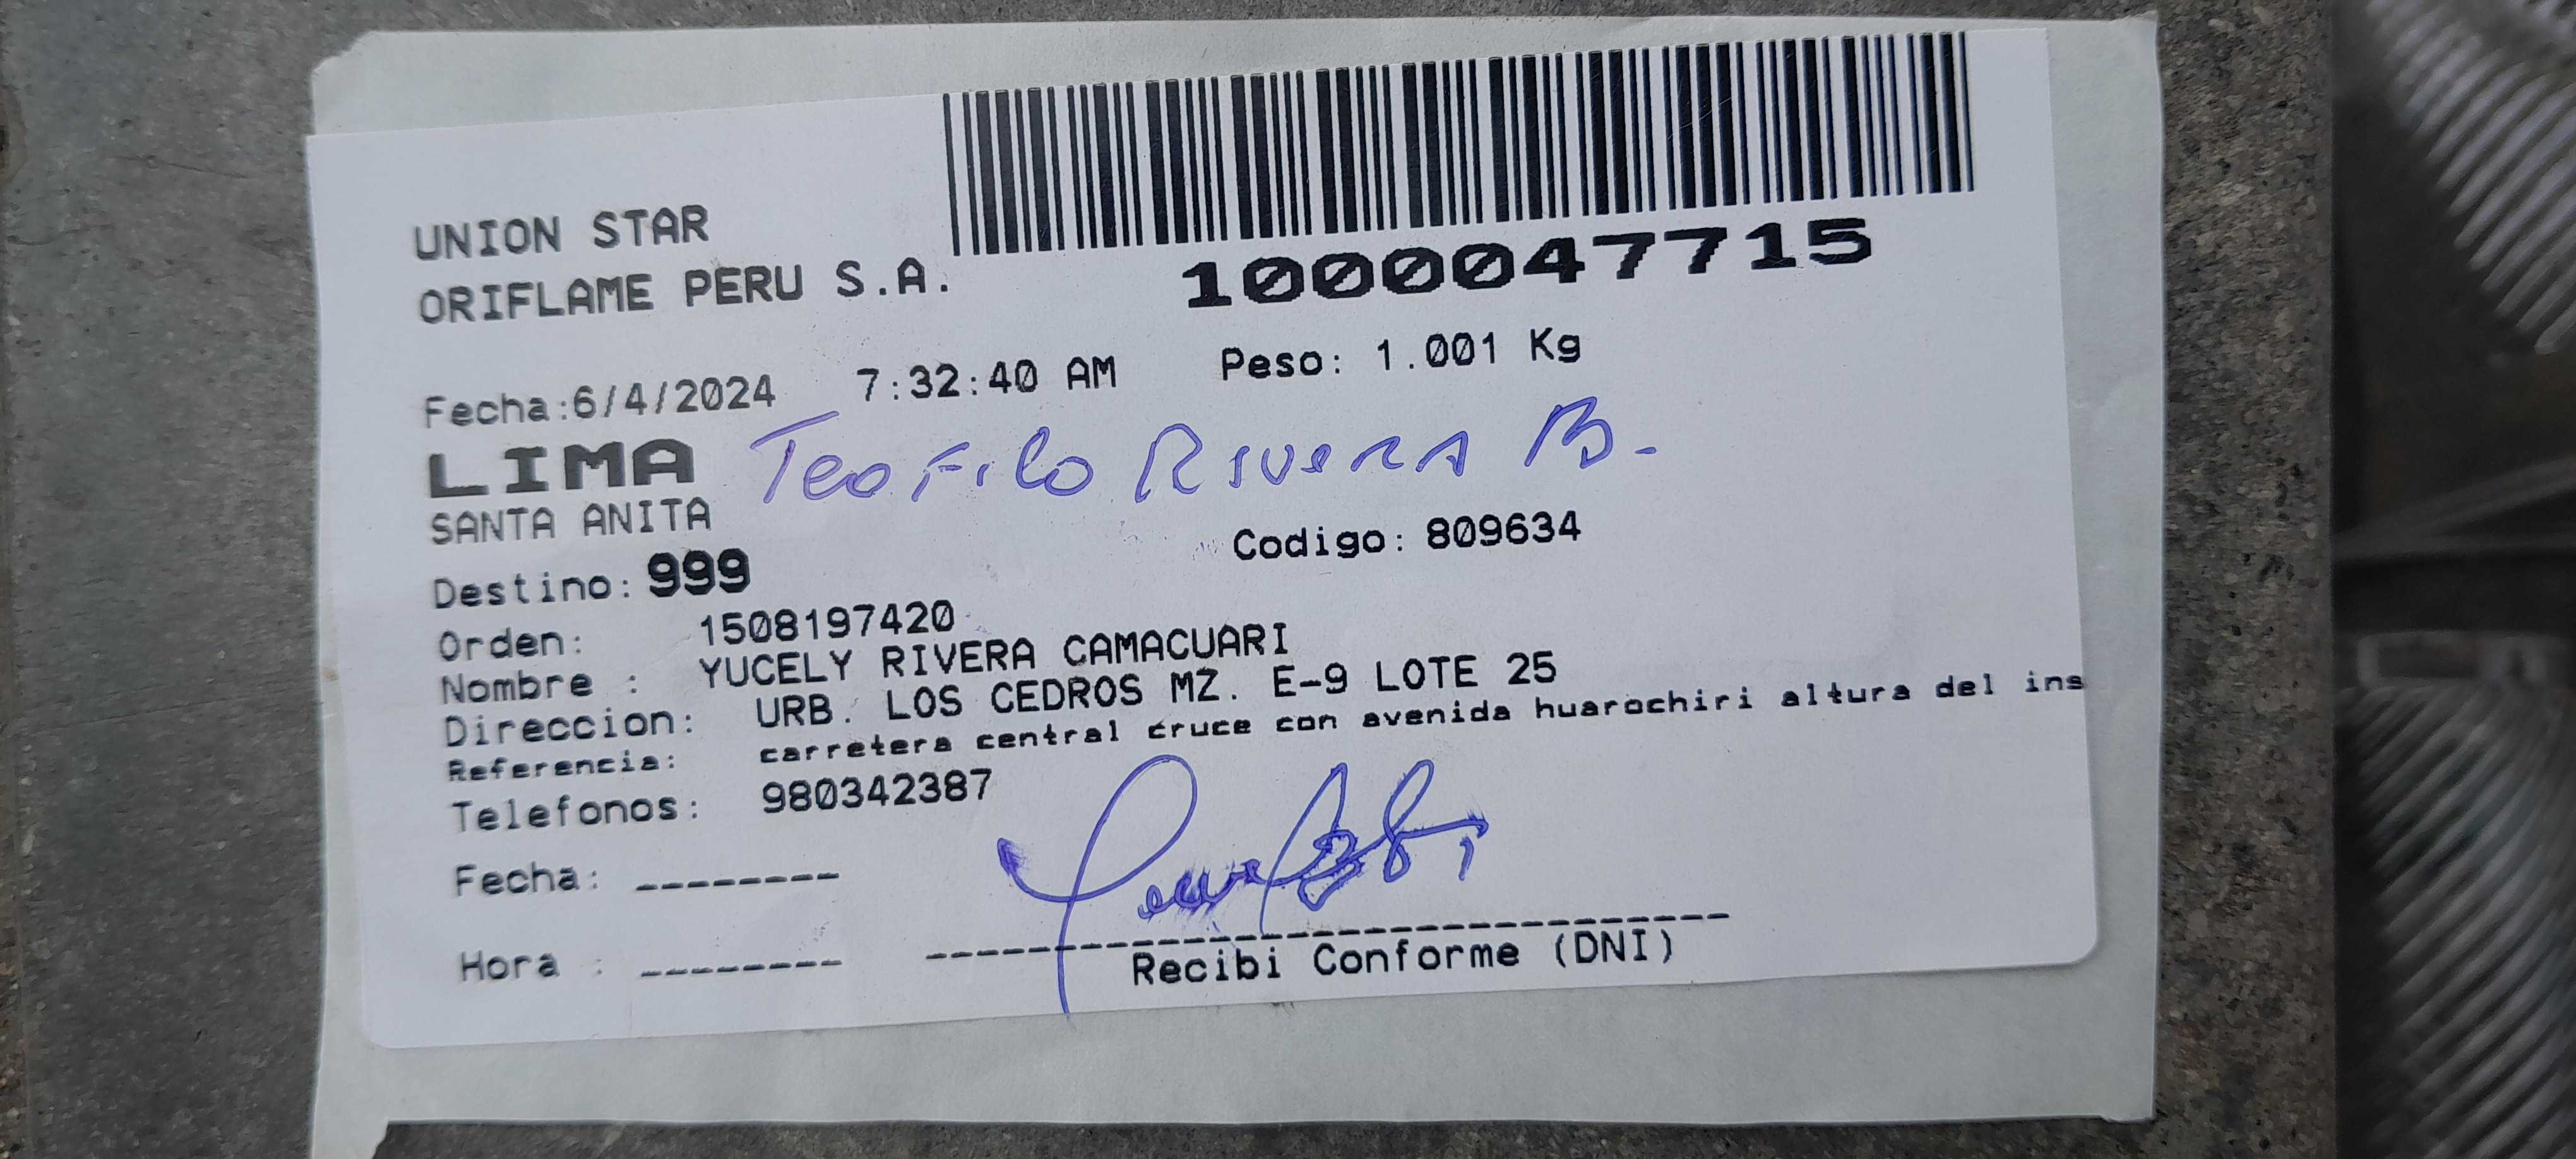 1000047715
UNION STAR
ORIFLAME PERU S.A.
Fecha:6/4/2024 7:32:40 AM Peso: 1.001 Kg
LIMA Teofilo Rivera B.
SANTA ANITA
Destino: 999 Codigo: 809634
Orden: 1508197420
Nombre : YUCELY RIVERA CAMACUARI
Direccion: URB. LOS CEDROS MZ. E-9 LOTE 25
Referencia: carretera central cruce con avenida huarochiri altura del ins
Telefonos: 980342387
Fecha: --------
Hora : --------
Recibi Conforme (DNI)